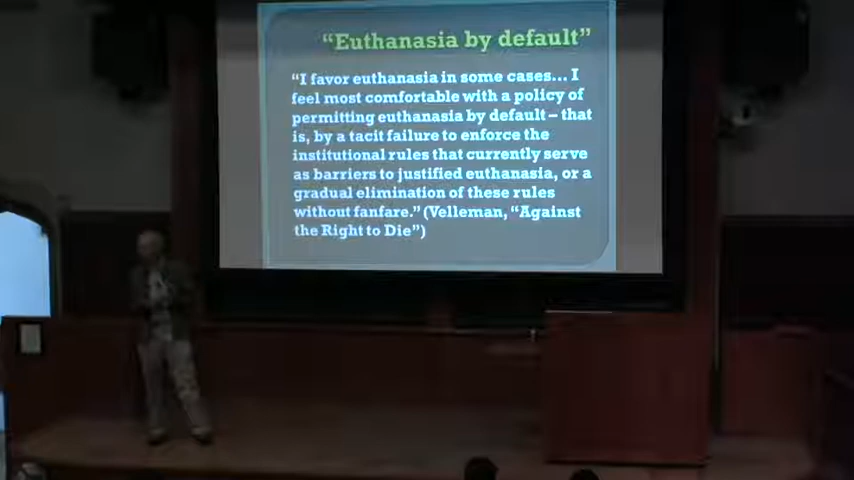 “Euthanasia by default”
“I favor euthanasia in some cases... I
feel most comfortable with a policy of
permitting euthanasia by default – that
is, by a tacit failure to enforce the
institutional rules that currently serve
as barriers to justified euthanasia, or a
gradual elimination of these rules
without fanfare.” (Velleman, “Against
the Right to Die”)